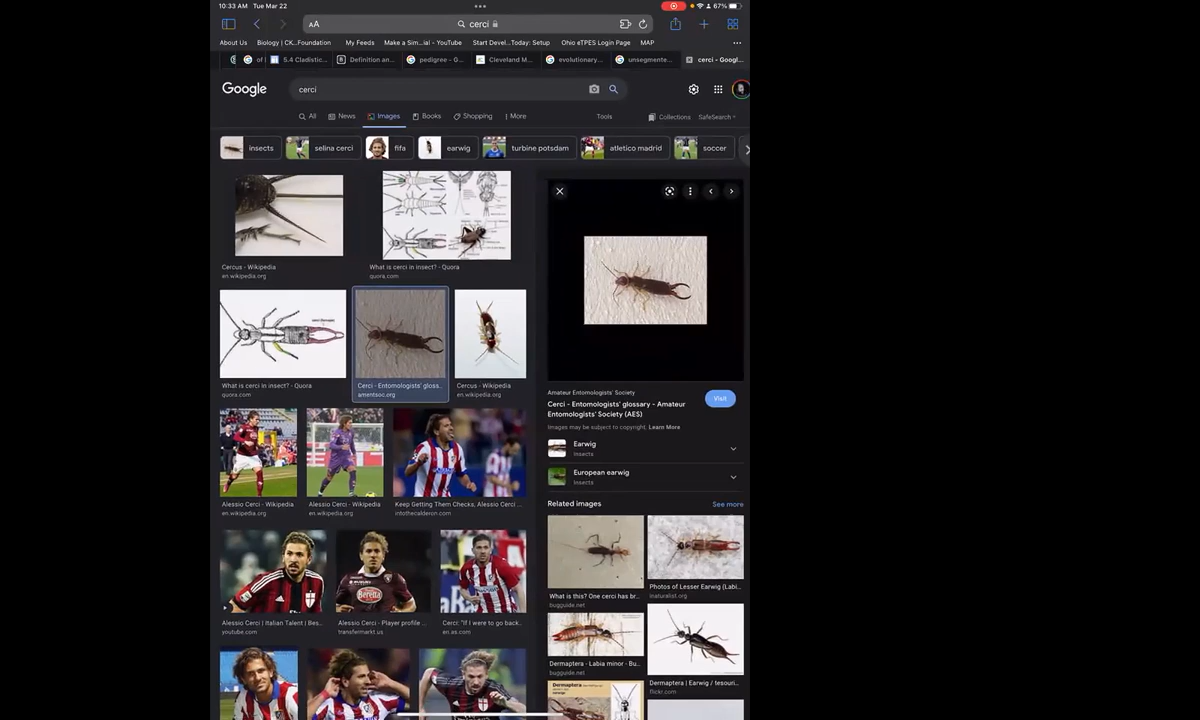 10:33 AM Tue Mar 22
67%
AA
cerci
About Us
Biology | CK...Foundation
My Feeds
Make a Sim...ial - YouTube
Start Devel...Today: Setup
Ohio eTPES Login Page
MAP
of |
5.4 Cladistic...
Definition an...
pedigree - G...
Cleveland M...
evolutionary...
unsegmente...
cerci - Googl...
Google
cerci
All
News
Images
Books
Shopping
More
Tools
Collections
SafeSearch
insects
selina cerci
fifa
earwig
turbine potsdam
atletico madrid
soccer
Cercus - Wikipedia
en.wikipedia.org
What is cerci in insect? - Quora
quora.com
What is cerci in insect? - Quora
quora.com
Cerci - Entomologists' gloss...
amentsoc.org
Cercus - Wikipedia
en.wikipedia.org
Alessio Cerci - Wikipedia
en.wikipedia.org
Alessio Cerci - Wikipedia
en.wikipedia.org
Keep Getting Them Checks, Alessio Cerci ...
intothecalderon.com
Beretta
Alessio Cerci | Italian Talent | Bes...
youtube.com
Alessio Cerci - Player profile ...
transfermarkt.us
Cerci: "If I were to go back...
en.as.com
Amateur Entomologists' Society
Cerci - Entomologists' glossary - Amateur
Entomologists' Society (AES)
Visit
Images may be subject to copyright. Learn More
Earwig
Insects
European earwig
Insects
Related images
See more
What is this? One cerci has br...
bugguide.net
Photos of Lesser Earwig (Labi...
inaturalist.org
Dermaptera - Labia minor - Bu...
bugguide.net
Dermaptera | Earwig / tesouri...
flickr.com
Dermaptera